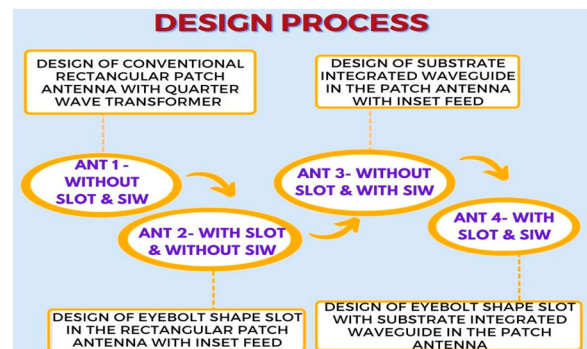 DESIGN PROCESS
DESIGN OF CONVENTIONAL
RECTANGULAR PATCH
ANTENNA WITH QUARTER
WAVE TRANSFORMER
DESIGN OF SUBSTRATE
INTEGRATED WAVEGUIDE
IN THE PATCH ANTENNA
WITH INSET FEED
ANT 1 -
WITHOUT
SLOT & SIW
ANT 2- WITH SLOT
& WITHOUT SIW
ANT 3- WITHOUT
SLOT & WITH SIW
ANT 4- WITH
SLOT & SIW
DESIGN OF EYEBOLT SHAPE SLOT
IN THE RECTANGULAR PATCH
ANTENNA WITH INSET FEED
DESIGN OF EYEBOLT SHAPE SLOT
WITH SUBSTRATE INTEGRATED
WAVEGUIDE IN THE PATCH
ANTENNA